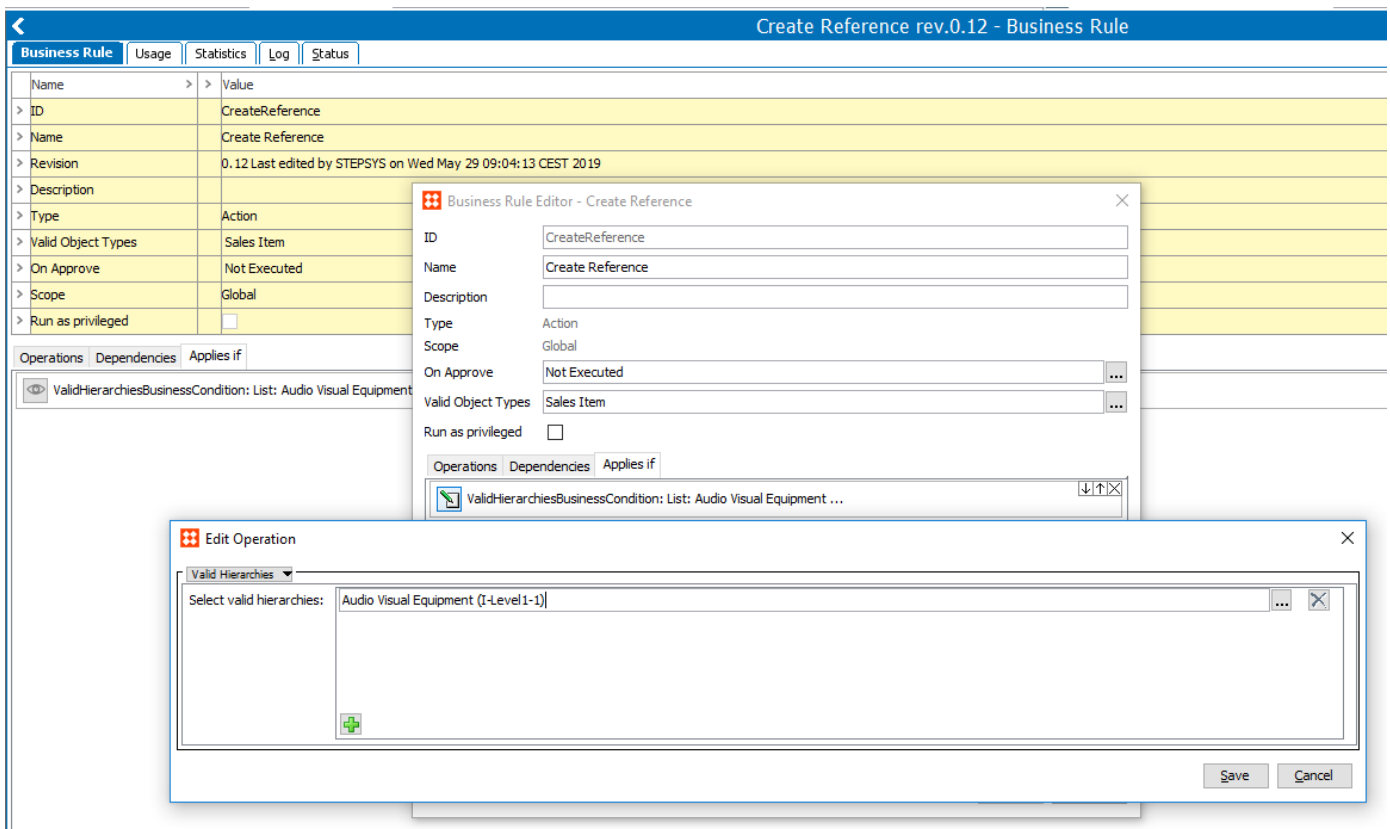 Create Reference rev.0.12 - Business Rule
Business Rule Usage Statistics Log Status
Name > > Value
> ID CreateReference
> Name Create Reference
> Revision 0.12 Last edited by STEPSYS on Wed May 29 09:04:13 CEST 2019
> Description
> Type Action
> Valid Object Types Sales Item
> On Approve Not Executed
> Scope Global
> Run as privileged
Operations Dependencies Applies if
ValidHierarchiesBusinessCondition: List: Audio Visual Equipment
Business Rule Editor - Create Reference
ID CreateReference
Name Create Reference
Description
Type Action
Scope Global
On Approve Not Executed ...
Valid Object Types Sales Item ...
Run as privileged
Operations Dependencies Applies if
ValidHierarchiesBusinessCondition: List: Audio Visual Equipment ...
Edit Operation
Valid Hierarchies
Select valid hierarchies: Audio Visual Equipment (I-Level1-1) ...
Save Cancel